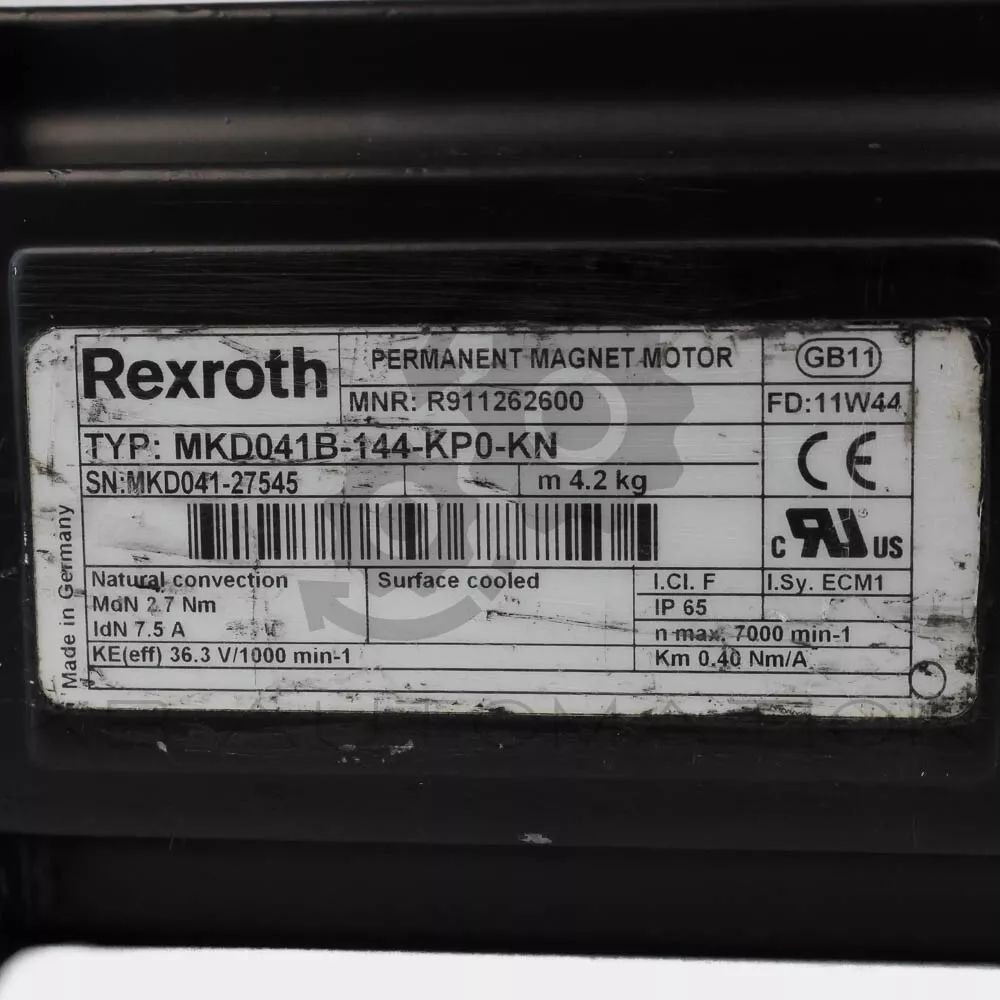 Rexroth
PERMANENT MAGNET MOTOR
GB11
MNR: R911262600
FD:11W44
TYP: MKD041B-144-KP0-KN
SN:MKD041-27545
m 4.2 kg
CE
c RU US
Made in Germany
Natural convection
Surface cooled
I.Cl. F
I.Sy. ECM1
MdN 2.7 Nm
IP 65
IdN 7.5 A
n max. 7000 min-1
KE(eff) 36.3 V/1000 min-1
Km 0.40 Nm/A
AUTOMATION